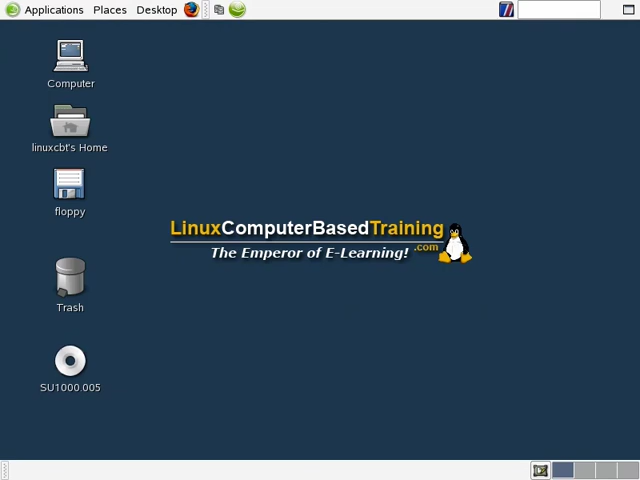 Applications Places Desktop
Computer
linuxcbt's Home
floppy
LinuxComputerBasedTraining
.com
The Emperor of E-Learning!
Trash
SU1000.005